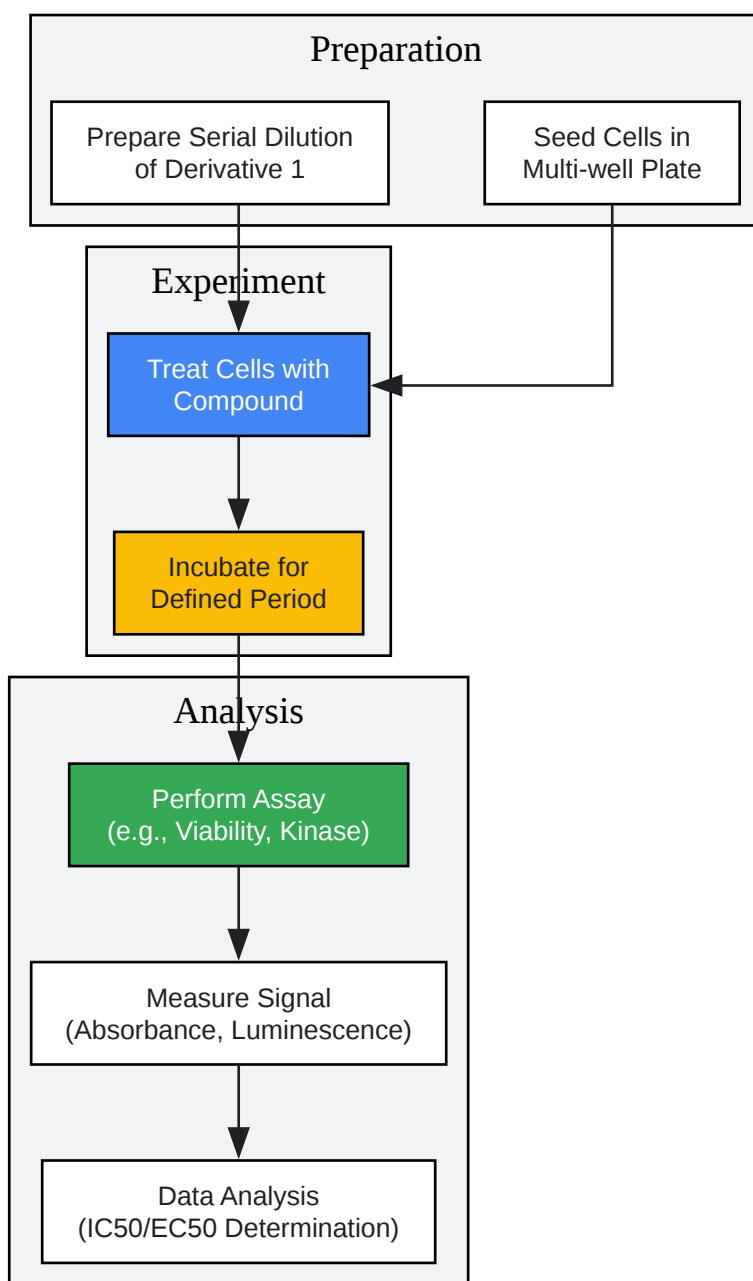 Preparation
Prepare Serial Dilution
of Derivative 1
Seed Cells in
Multi-well Plate
Experiment
Treat Cells with
Compound
Incubate for
Defined Period
Analysis
Perform Assay
(e.g., Viability, Kinase)
Measure Signal
(Absorbance, Luminescence)
Data Analysis
(IC50/EC50 Determination)